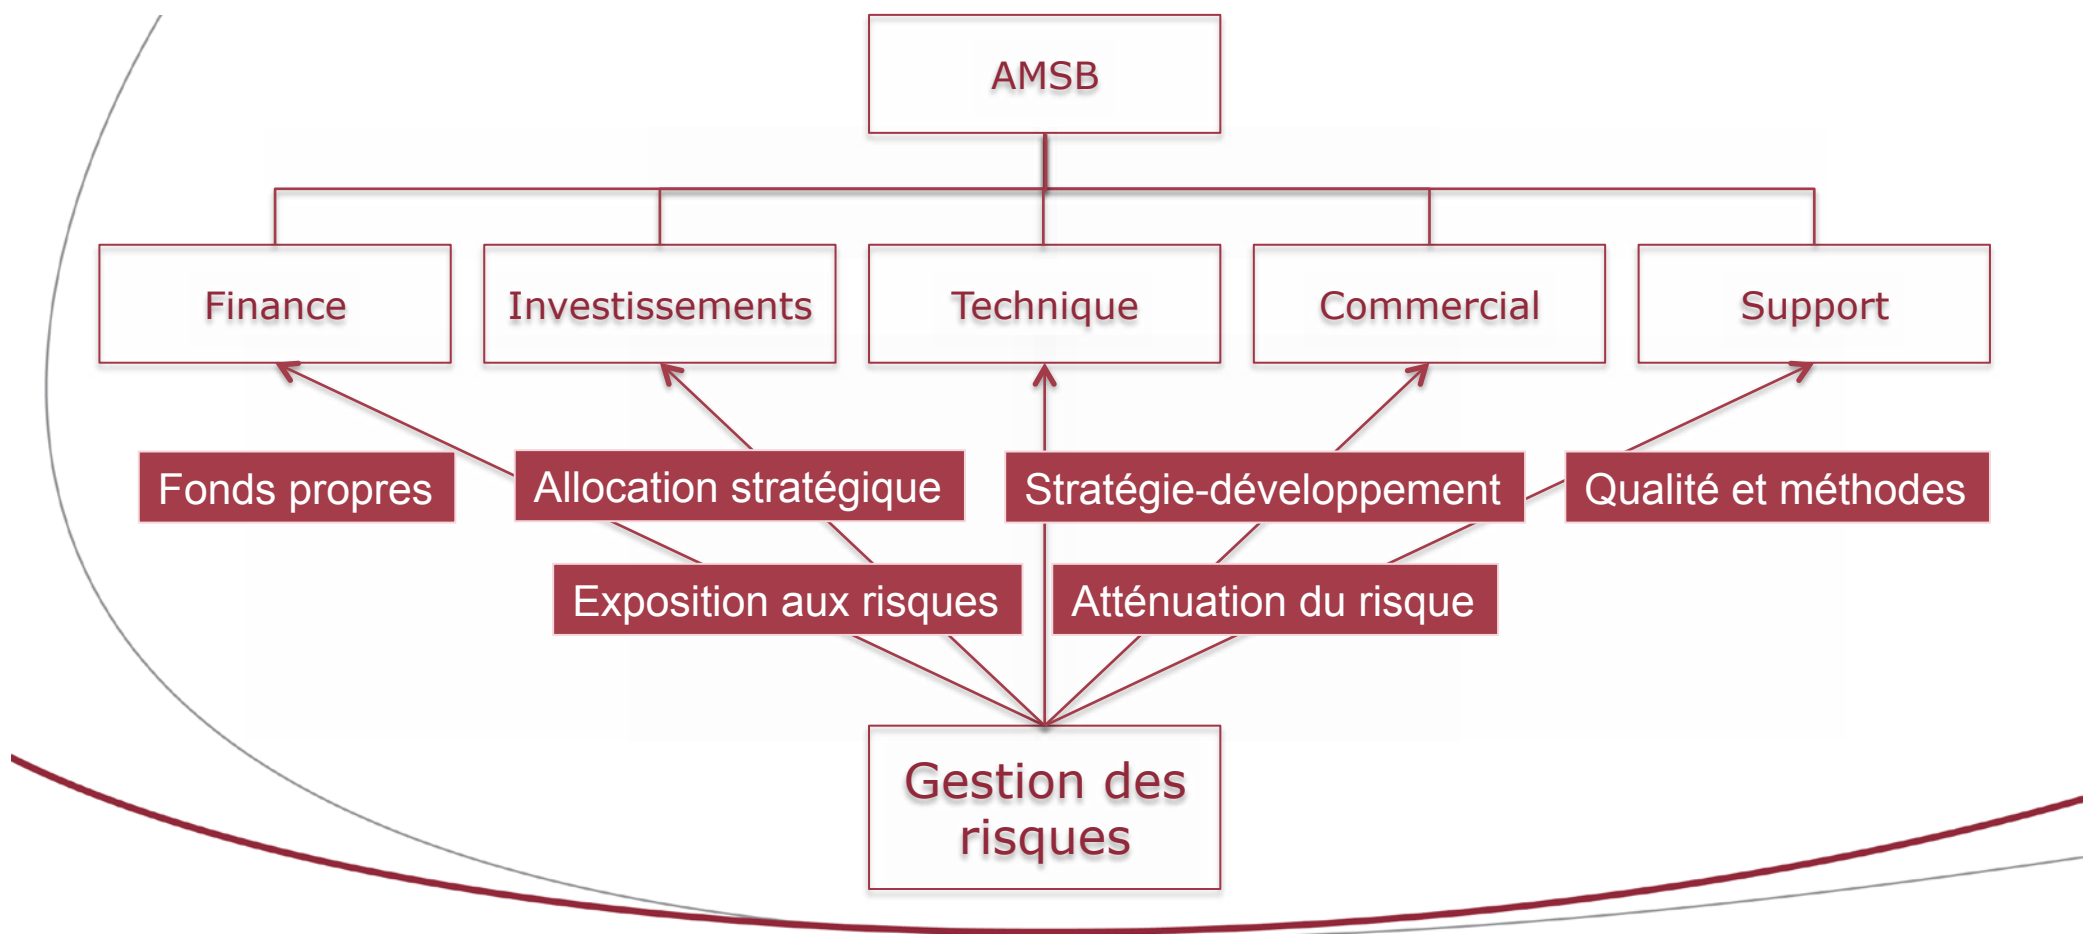 AMSB
Finance
Investissements
Technique
Commercial
Support
Fonds propres
Allocation stratégique
Stratégie-développement
Qualité et méthodes
Exposition aux risques
Atténuation du risque
Gestion des
risques